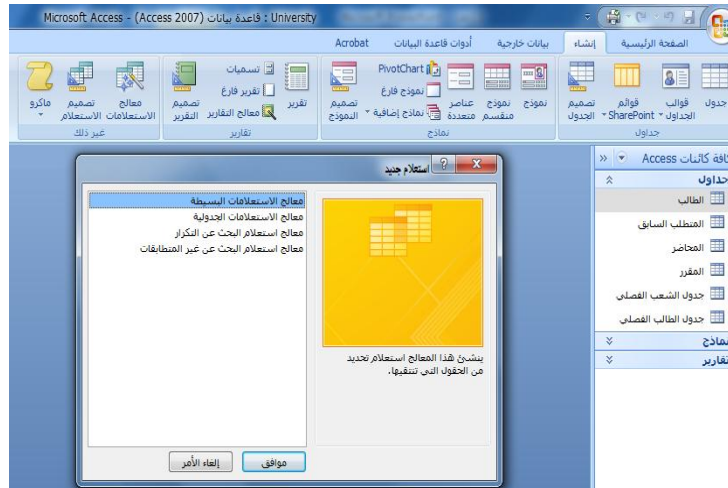 University : قاعدة بيانات (Access 2007) - Microsoft Access
الصفحة الرئيسية
إنشاء
بيانات خارجية
أدوات قاعدة البيانات
Acrobat
جدول
قوالب الجداول
قوائم SharePoint
تصميم الجدول
جداول
نموذج
نموذج منقسم
عناصر متعددة
PivotChart
نموذج فارغ
نماذج إضافية
تصميم النموذج
نماذج
تقرير
تسميات
تقرير فارغ
معالج التقارير
تصميم التقرير
تقارير
معالج الاستعلامات
تصميم الاستعلام
ماكرو
غير ذلك
كافة كائنات Access
جداول
الطالب
المتطلب السابق
المحاضر
المقرر
جدول الشعب الفصلي
جدول الطالب الفصلي
نماذج
تقارير
استعلام جديد
معالج الاستعلامات البسيطة
معالج الاستعلامات الجدولية
معالج استعلام البحث عن التكرار
معالج استعلام البحث عن غير المتطابقات
ينشئ هذا المعالج استعلام تحديد
من الحقول التي تنتقيها.
موافق
إلغاء الأمر